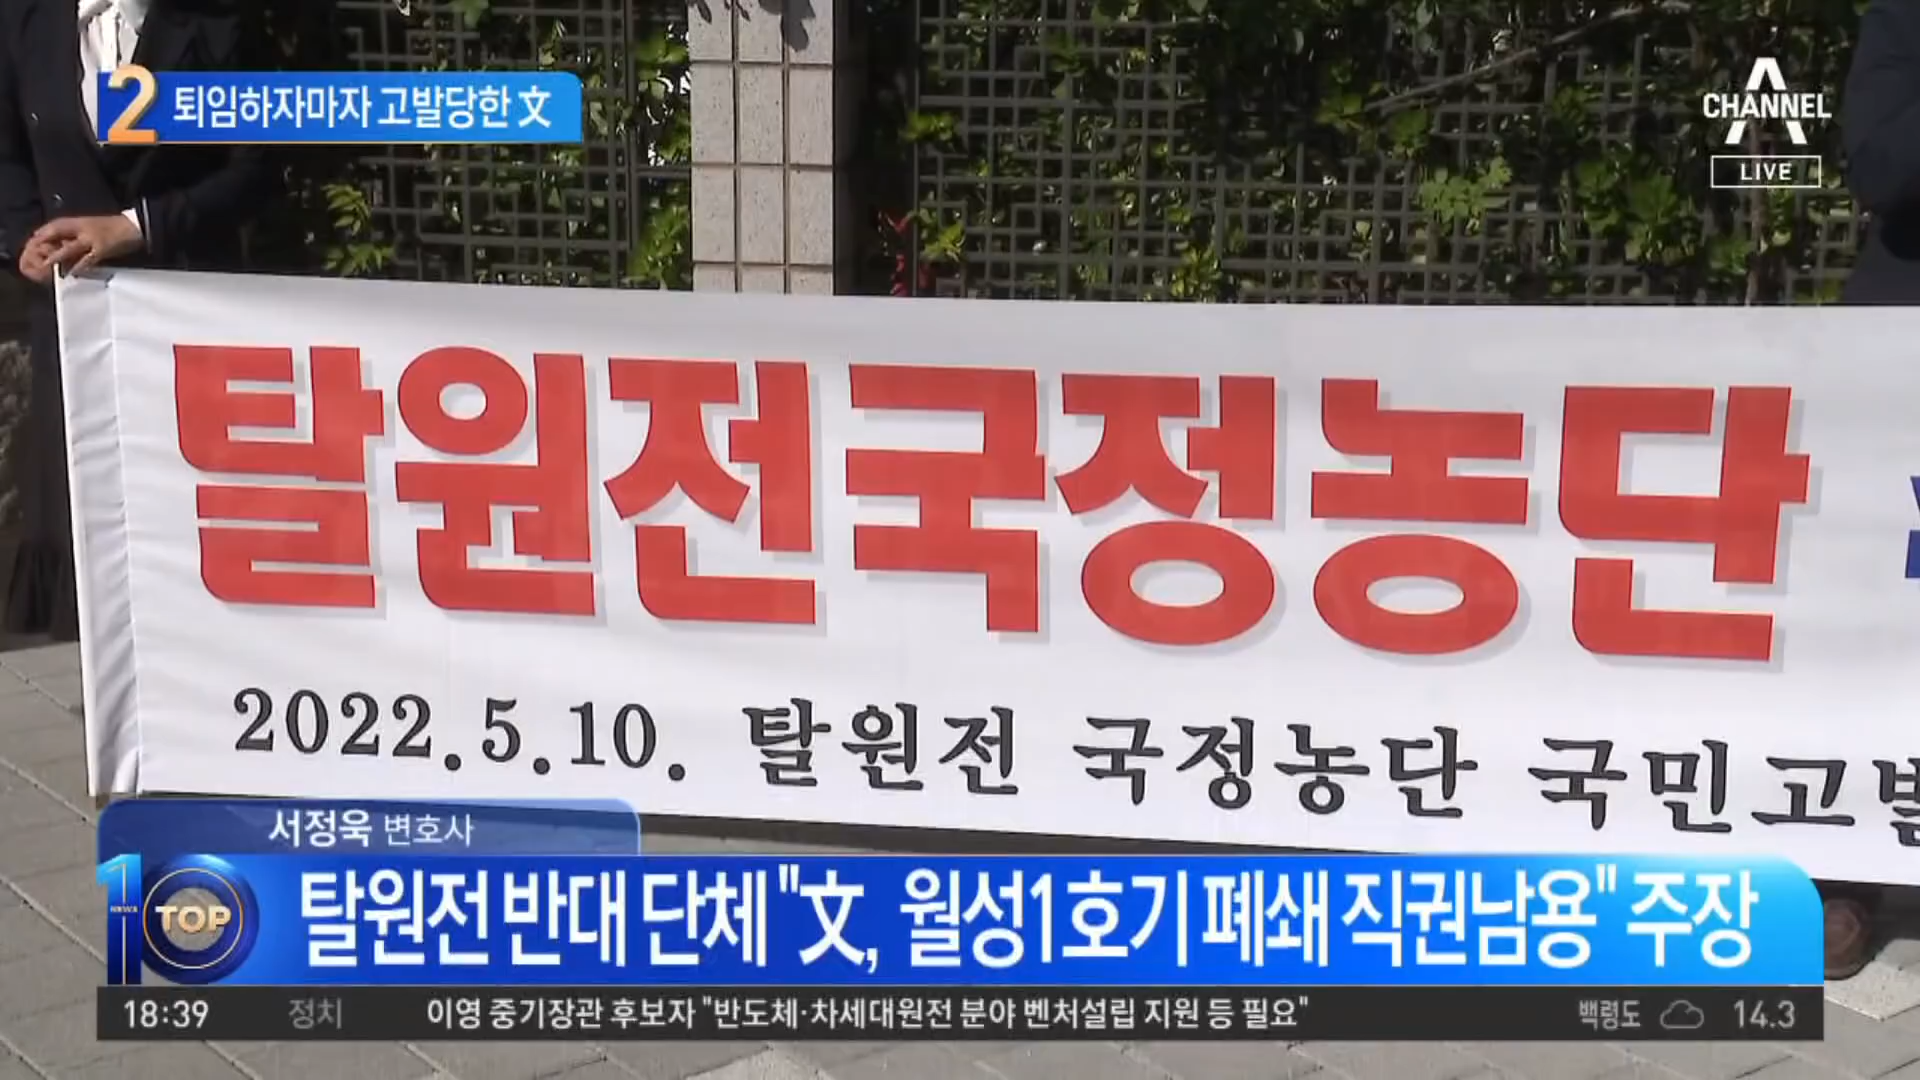 2 퇴임하자마자 고발당한 文
CHANNEL A
LIVE
탈원전국정농단
2022.5.10. 탈원전 국정농단 국민고발
서정욱 변호사
10 NEWS TOP
탈원전 반대 단체 "文, 월성1호기 폐쇄 직권남용" 주장
18:39 정치 이영 중기장관 후보자 "반도체·차세대원전 분야 벤처설립 지원 등 필요" 백령도 14.3